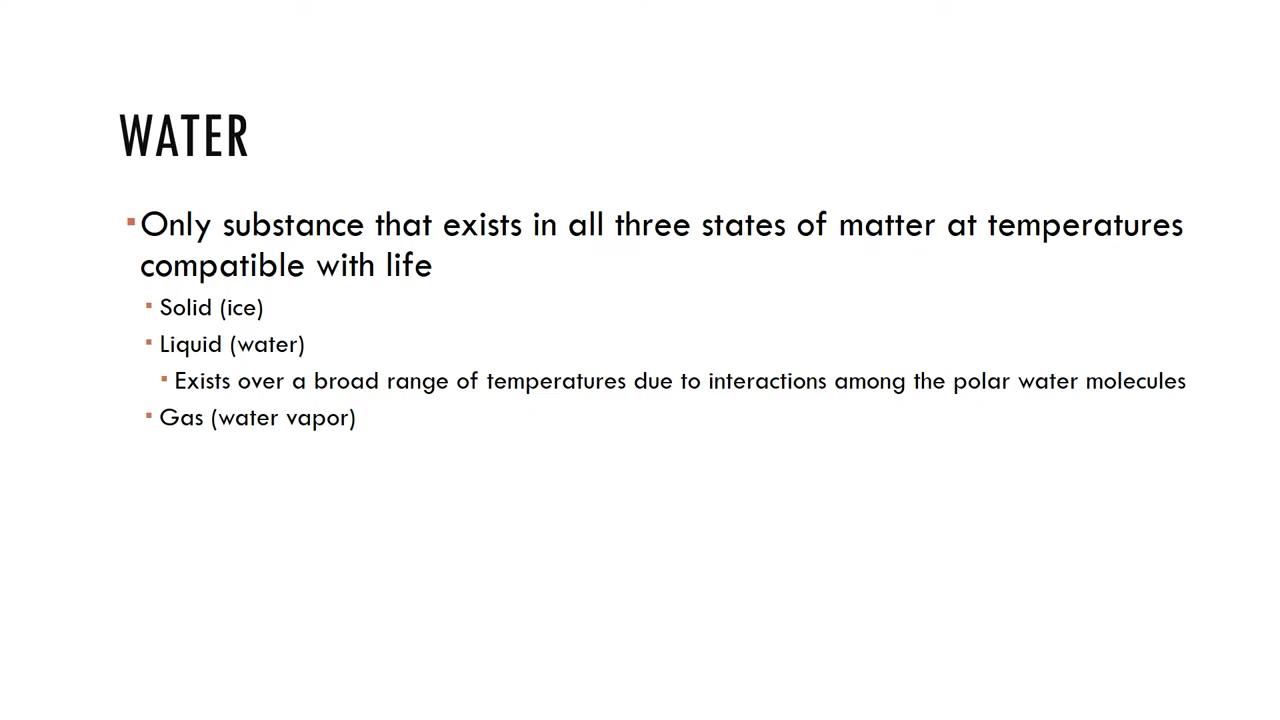 WATER
▪Only substance that exists in all three states of matter at temperatures
compatible with life
▪ Solid (ice)
▪ Liquid (water)
▪ Exists over a broad range of temperatures due to interactions among the polar water molecules
▪ Gas (water vapor)